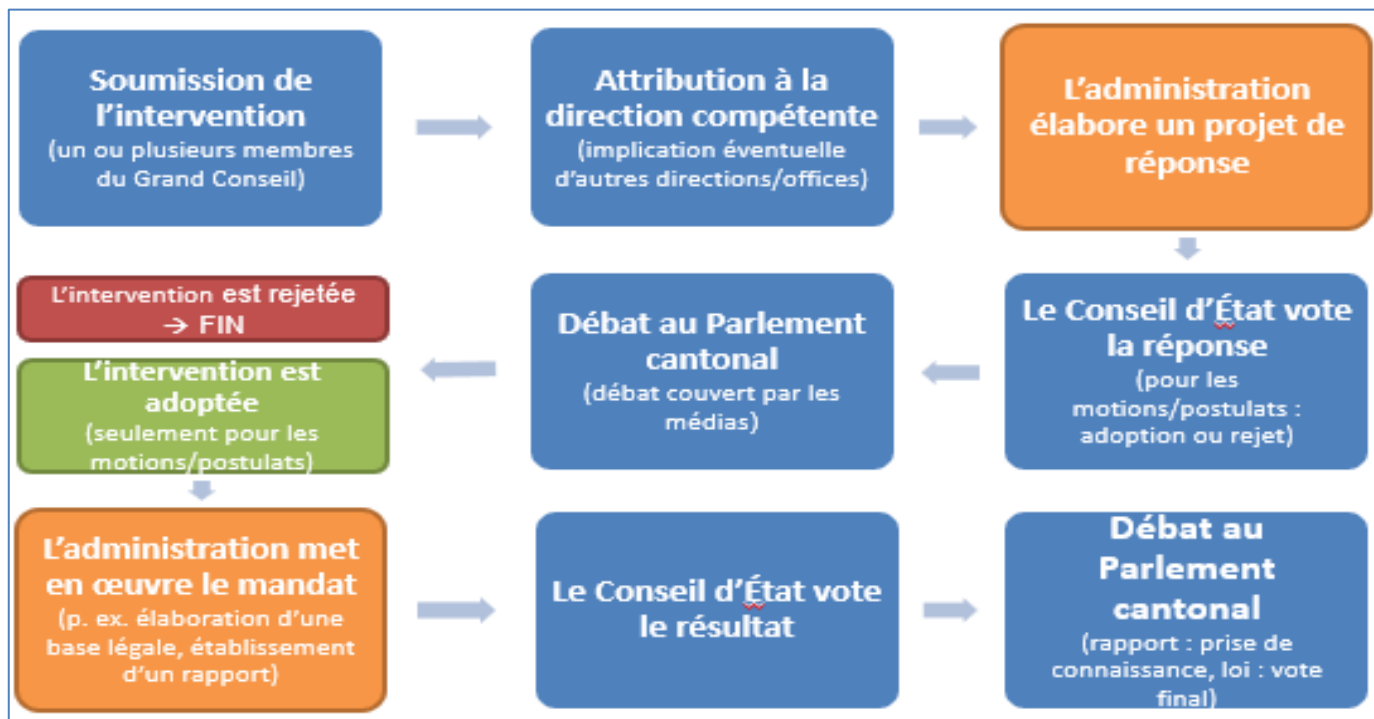 Soumission de
l’intervention
(un ou plusieurs membres
du Grand Conseil)
Attribution à la
direction compétente
(implication éventuelle
d’autres directions/offices)
L’administration
élabore un projet de
réponse
Le Conseil d’État vote
la réponse
(pour les
motions/postulats :
adoption ou rejet)
Débat au Parlement
cantonal
(débat couvert par les
médias)
L’intervention est rejetée
→ FIN
L’intervention est
adoptée
(seulement pour les
motions/postulats)
L’administration met
en œuvre le mandat
(p. ex. élaboration d’une
base légale, établissement
d’un rapport)
Le Conseil d’État vote
le résultat
Débat au
Parlement
cantonal
(rapport : prise de
connaissance, loi : vote
final)